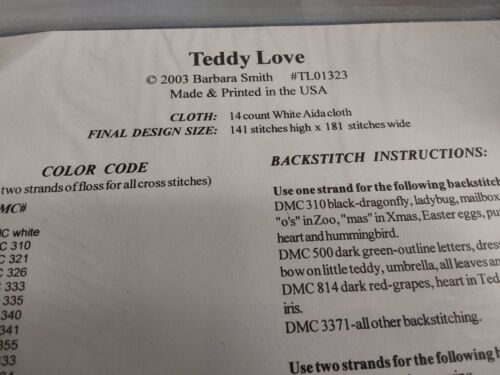 Teddy Love
© 2003 Barbara Smith #TL01323
Made & Printed in the USA
CLOTH: 14 count White Aida cloth
FINAL DESIGN SIZE: 141 stitches high x 181 stitches wide
COLOR CODE
two strands of floss for all cross stitches)
MC#
MC white
MC 310
C 321
C 326
333
335
340
341
355
433
BACKSTITCH INSTRUCTIONS:
Use one strand for the following backstitch
DMC 310 black-dragonfly, ladybug, mailbox
"o's" in Zoo, "mas" in Xmas, Easter eggs, pu
heart and hummingbird.
DMC 500 dark green-outline letters, dres
bow on little teddy, umbrella, all leaves an
DMC 814 dark red-grapes, heart in Ted
iris.
DMC 3371-all other backstitching.
Use two strands for the following b